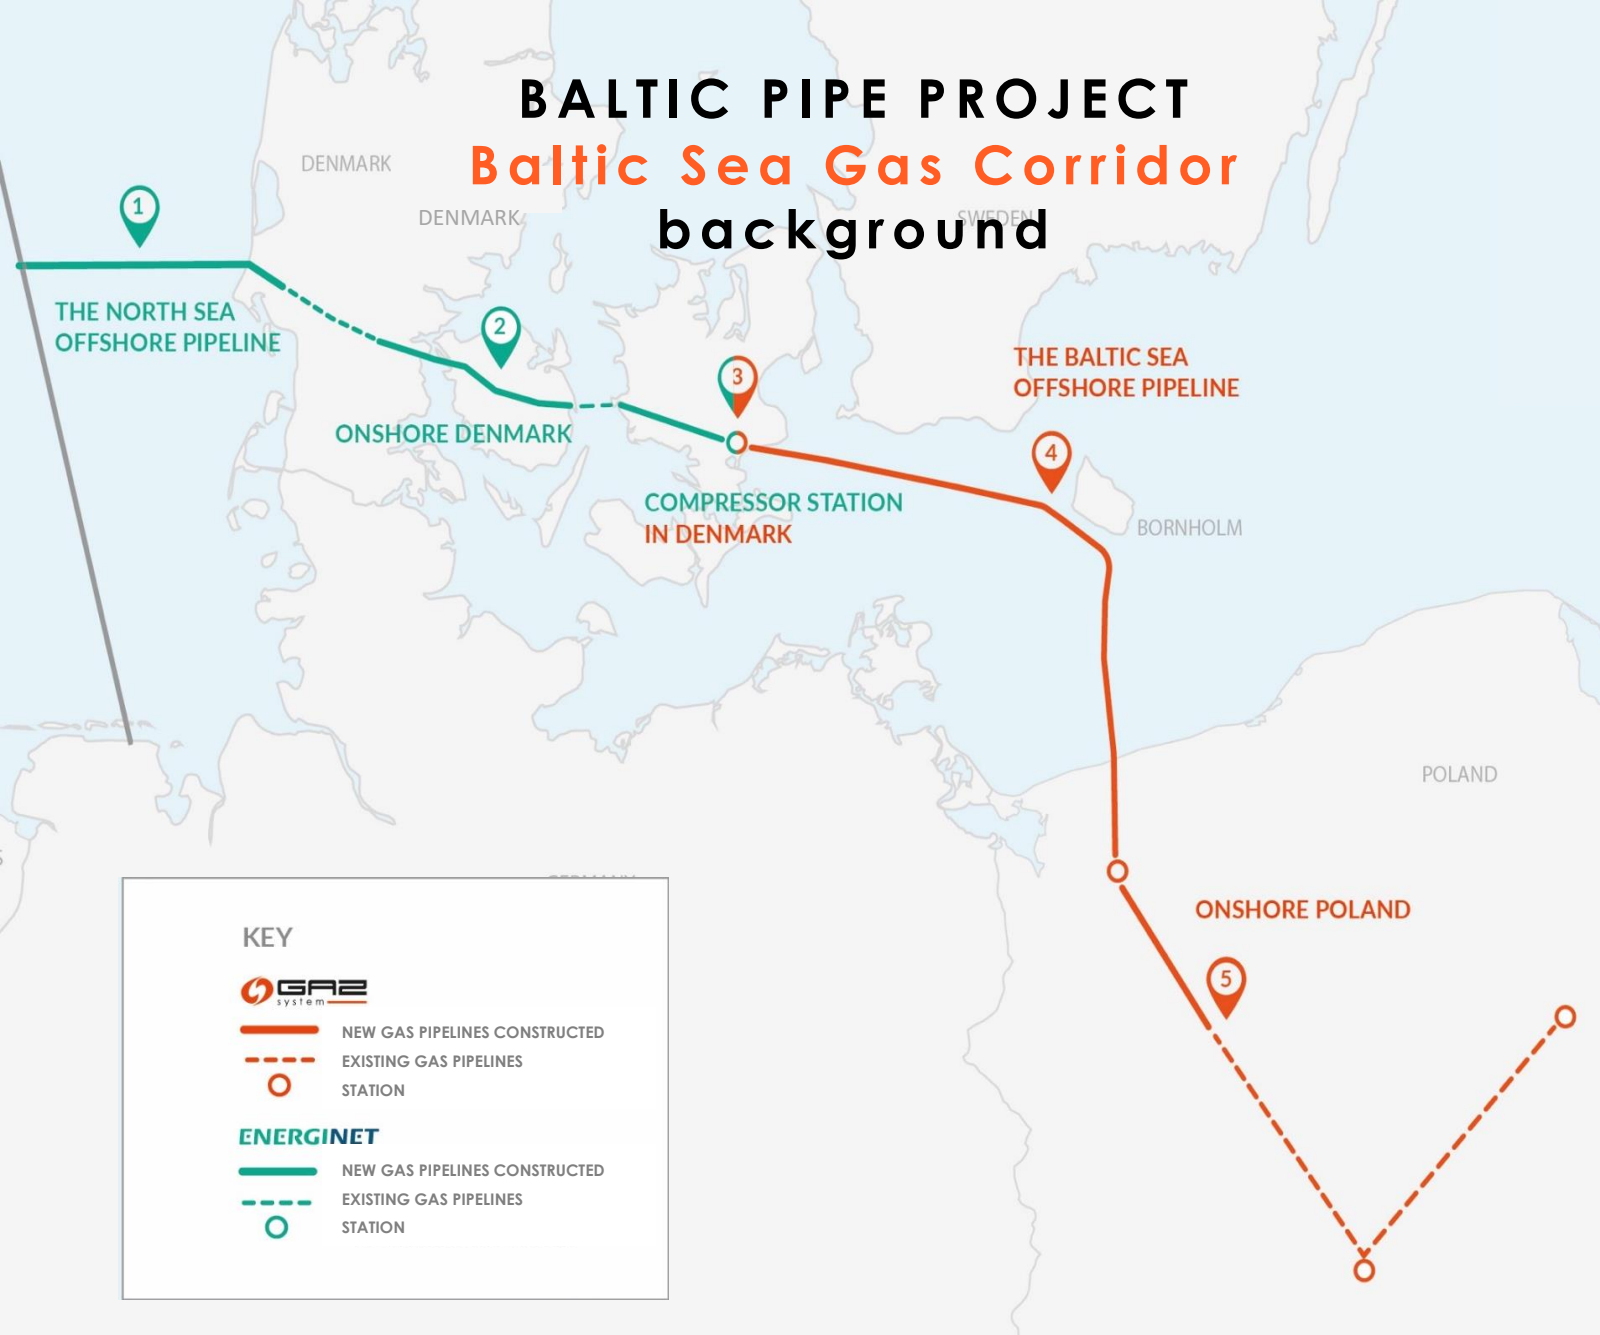 BALTIC PIPE PROJECT
Baltic Sea Gas Corridor
background
DENMARK
DENMARK
SWEDEN
1
THE NORTH SEA
OFFSHORE PIPELINE
2
ONSHORE DENMARK
3
COMPRESSOR STATION
IN DENMARK
THE BALTIC SEA
OFFSHORE PIPELINE
4
BORNHOLM
POLAND
ONSHORE POLAND
5
KEY
GAZ
system
NEW GAS PIPELINES CONSTRUCTED
EXISTING GAS PIPELINES
STATION
ENERGINET
NEW GAS PIPELINES CONSTRUCTED
EXISTING GAS PIPELINES
STATION